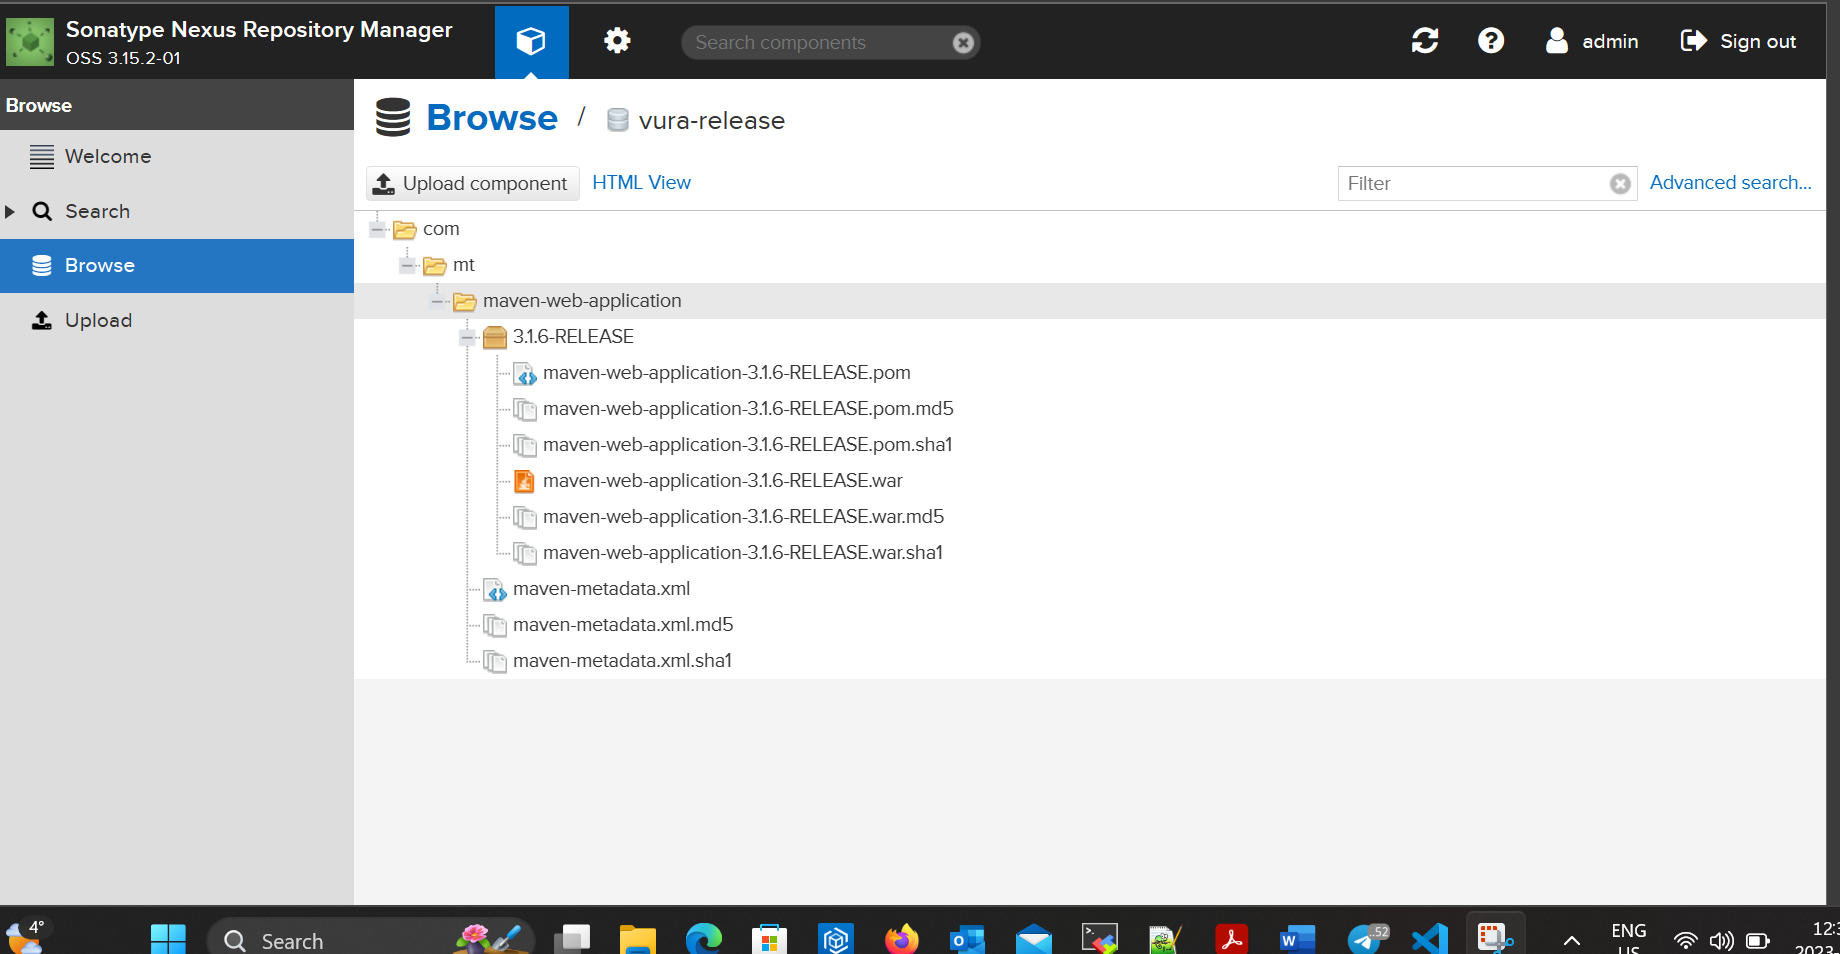 Sonatype Nexus Repository Manager
OSS 3.15.2-01
Search components
admin
Sign out
Browse
Welcome
Search
Browse
Upload
Browse / vura-release
Upload component
HTML View
Filter
Advanced search...
com
mt
maven-web-application
3.1.6-RELEASE
maven-web-application-3.1.6-RELEASE.pom
maven-web-application-3.1.6-RELEASE.pom.md5
maven-web-application-3.1.6-RELEASE.pom.sha1
maven-web-application-3.1.6-RELEASE.war
maven-web-application-3.1.6-RELEASE.war.md5
maven-web-application-3.1.6-RELEASE.war.sha1
maven-metadata.xml
maven-metadata.xml.md5
maven-metadata.xml.sha1
4°
Search
52
ENG
US
12:3
2023-